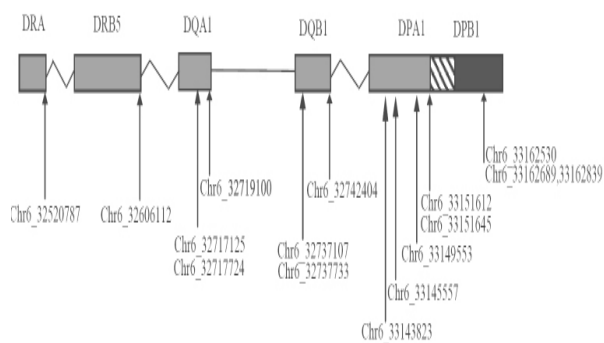 DRA DRB5 DQA1 DQB1 DPA1 DPB1
Chr6_32520787
Chr6_32606112
Chr6_32719100
Chr6_32717125
Chr6_32717724
Chr6_32742404
Chr6_32737107
Chr6_32737733
Chr6_33162530
Chr6_33162689,33162839
Chr6_33151612
Chr6_33151645
Chr6_33149553
Chr6_33145557
Chr6_33143823